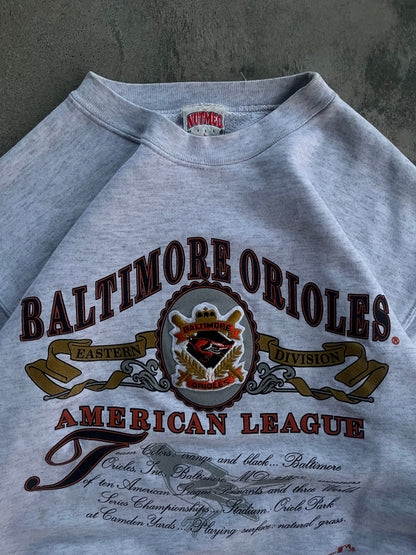 NUTMEG
BALTIMORE ORIOLES
EASTERN DIVISION
BALTIMORE
ORIOLES
®
AMERICAN LEAGUE
Team Colors: orange and black... Baltimore
Orioles, Inc. Baltimore, MD...
of ten American League Pennants and three World
Series Championships... Stadium: Oriole Park
at Camden Yards... Playing surface: natural grass.